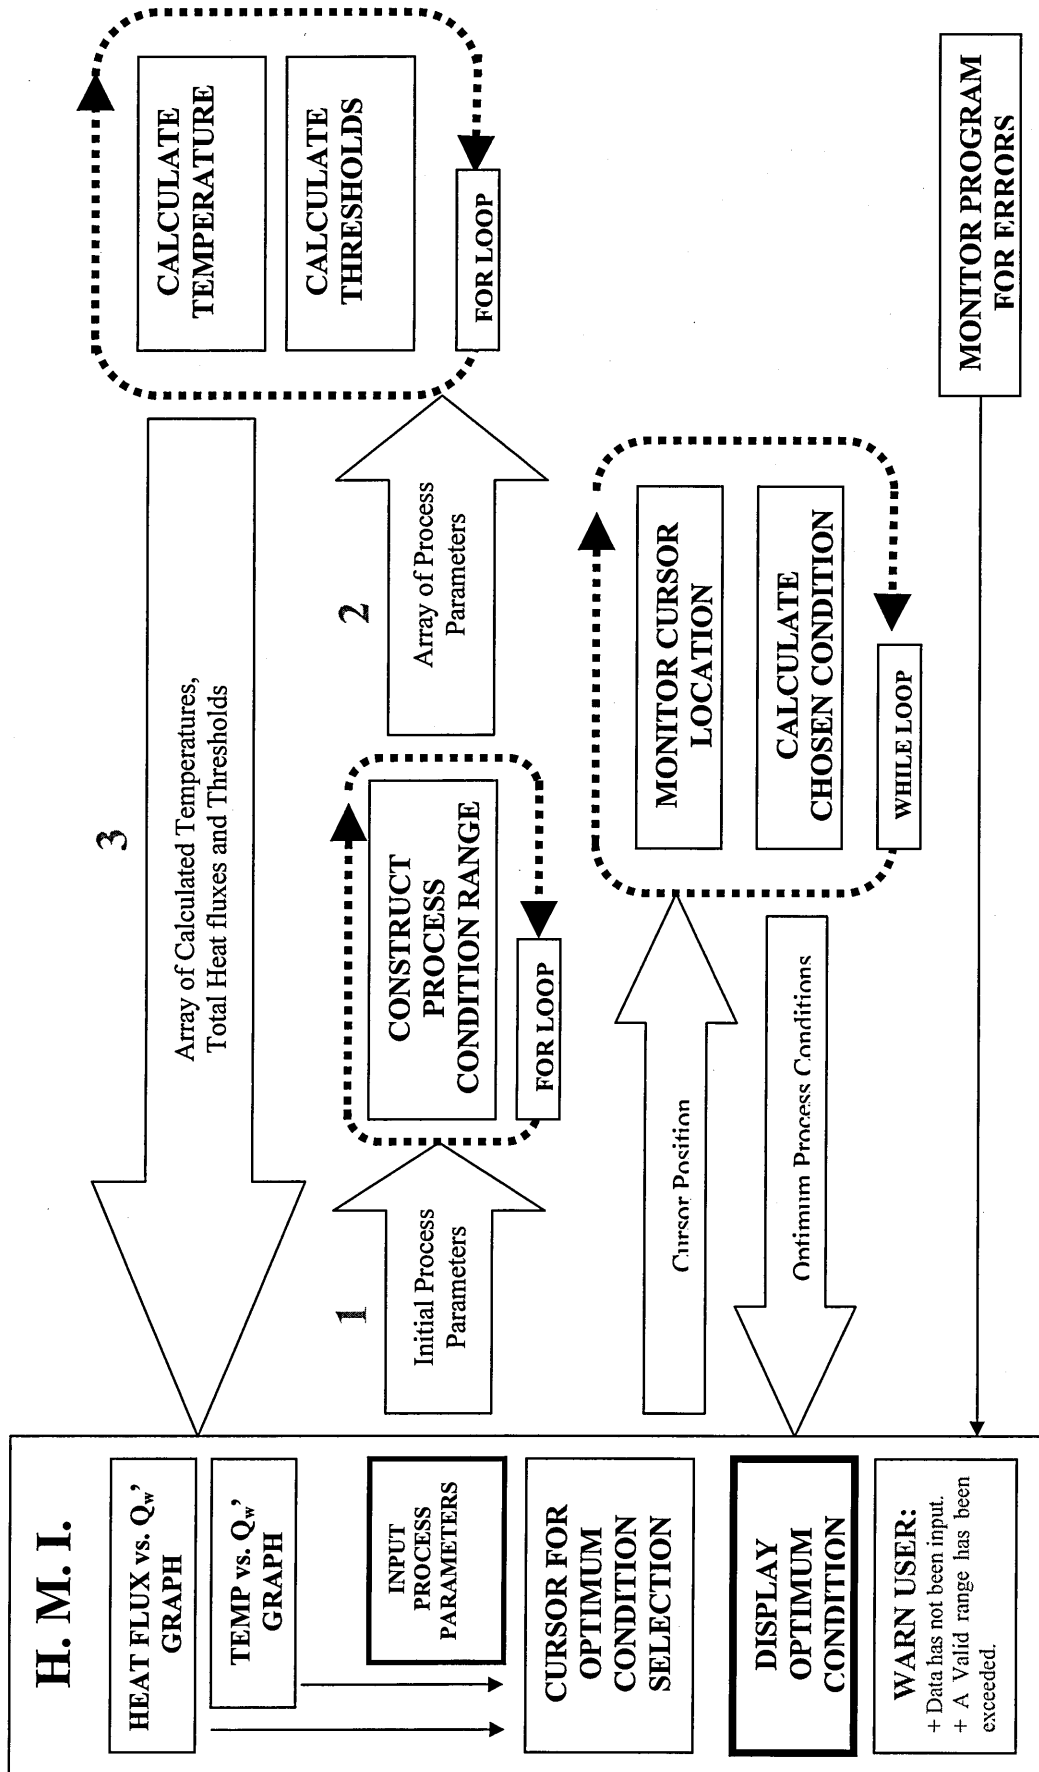 H. M. I.
HEAT FLUX vs. Qw'
GRAPH
TEMP vs. Qw'
GRAPH
INPUT
PROCESS
PARAMETERS
CURSOR FOR
OPTIMUM
CONDITION
SELECTION
DISPLAY
OPTIMUM
CONDITION
WARN USER:
+ Data has not been input.
+ A Valid range has been
exceeded.
3
Array of Calculated Temperatures,
Total Heat fluxes and Thresholds
1
Initial Process
Parameters
CONSTRUCT
PROCESS
CONDITION RANGE
FOR LOOP
2
Array of Process
Parameters
CALCULATE
TEMPERATURE
CALCULATE
THRESHOLDS
FOR LOOP
Cursor Position
Optimum Process Conditions
MONITOR CURSOR
LOCATION
CALCULATE
CHOSEN CONDITION
WHILE LOOP
MONITOR PROGRAM
FOR ERRORS